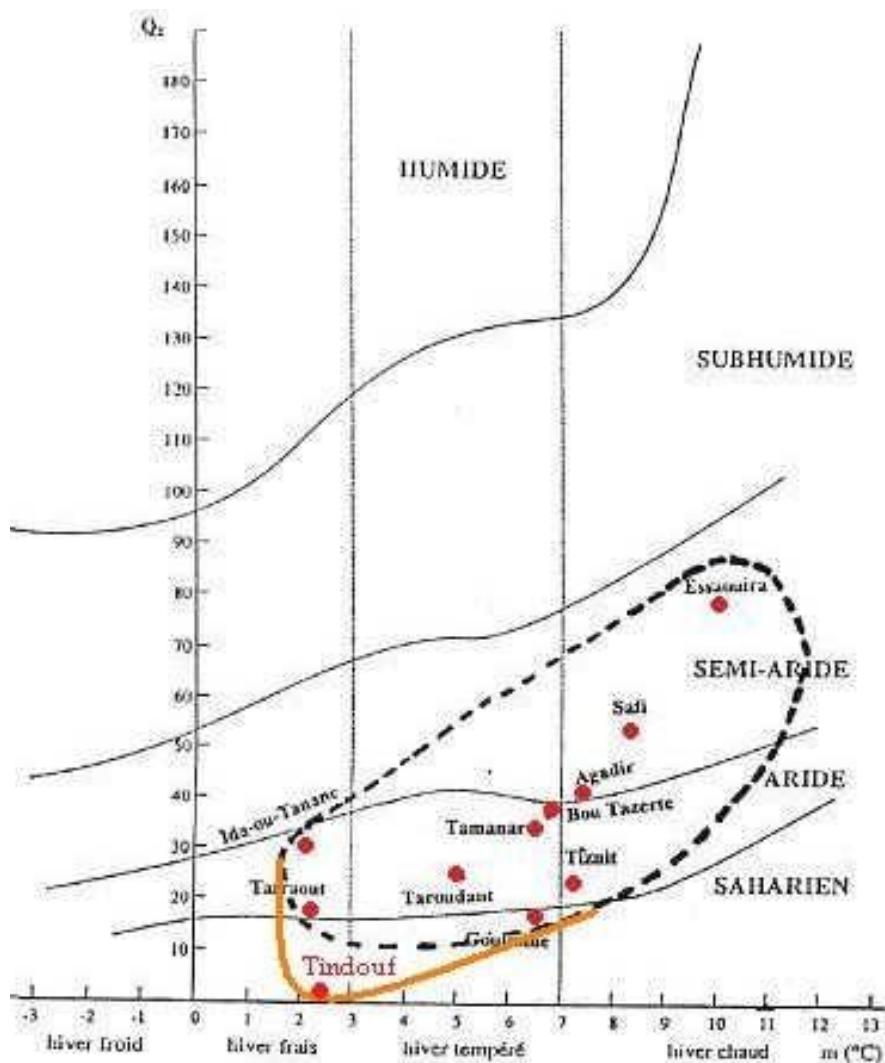 Q₂
180
170
HUMIDE
160
150
140
130
SUBHUMIDE
120
110
100
90
Essaouira
80
70
SEMI-ARIDE
60
Safi
50
Agadir
ARIDE
40
Ida-ou-Tanane
Bou Tazerte
Tamanar
30
Tiznit
Tafraout
SAHARIEN
20
Taroudant
Goulimine
10
Tindouf
-3 -2 -1 0 1 2 3 4 5 6 7 8 9 10 11 12 13
hiver froid hiver frais hiver tempéré hiver chaud m (°C)